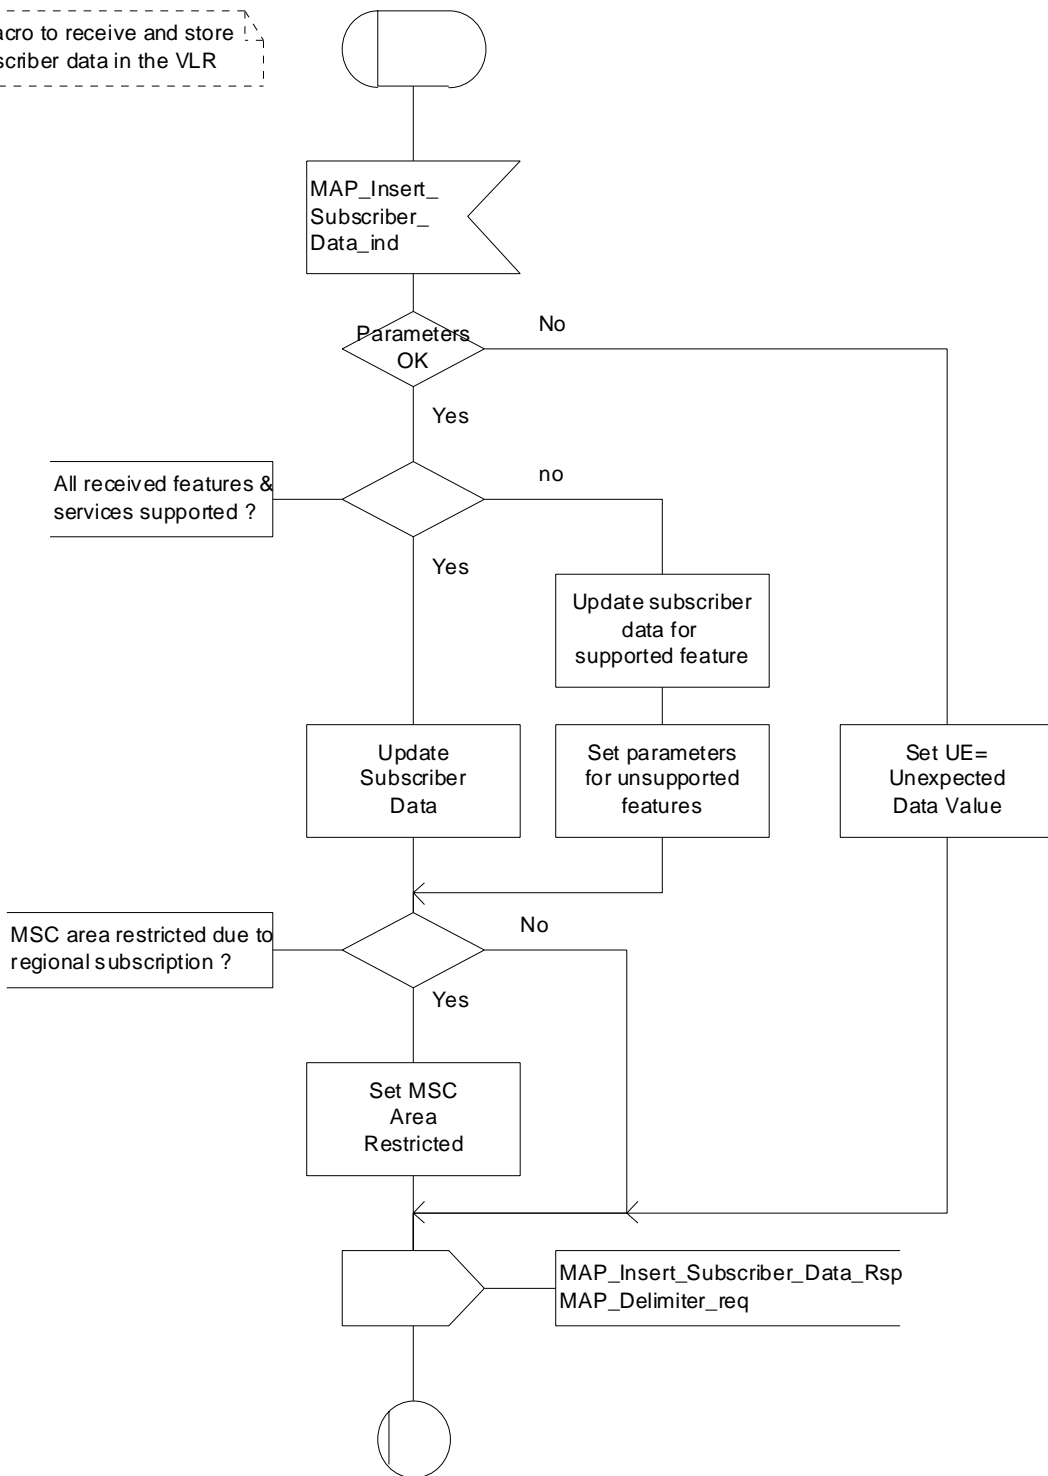 acro to receive and store
scriber data in the VLR
MAP_Insert_
Subscriber_
Data_ind
Parameters
OK
No
Yes
All received features &
services supported ?
no
Yes
Update subscriber
data for
supported feature
Update
Subscriber
Data
Set parameters
for unsupported
features
Set UE=
Unexpected
Data Value
MSC area restricted due to
regional subscription ?
No
Yes
Set MSC
Area
Restricted
MAP_Insert_Subscriber_Data_Rsp
MAP_Delimiter_req